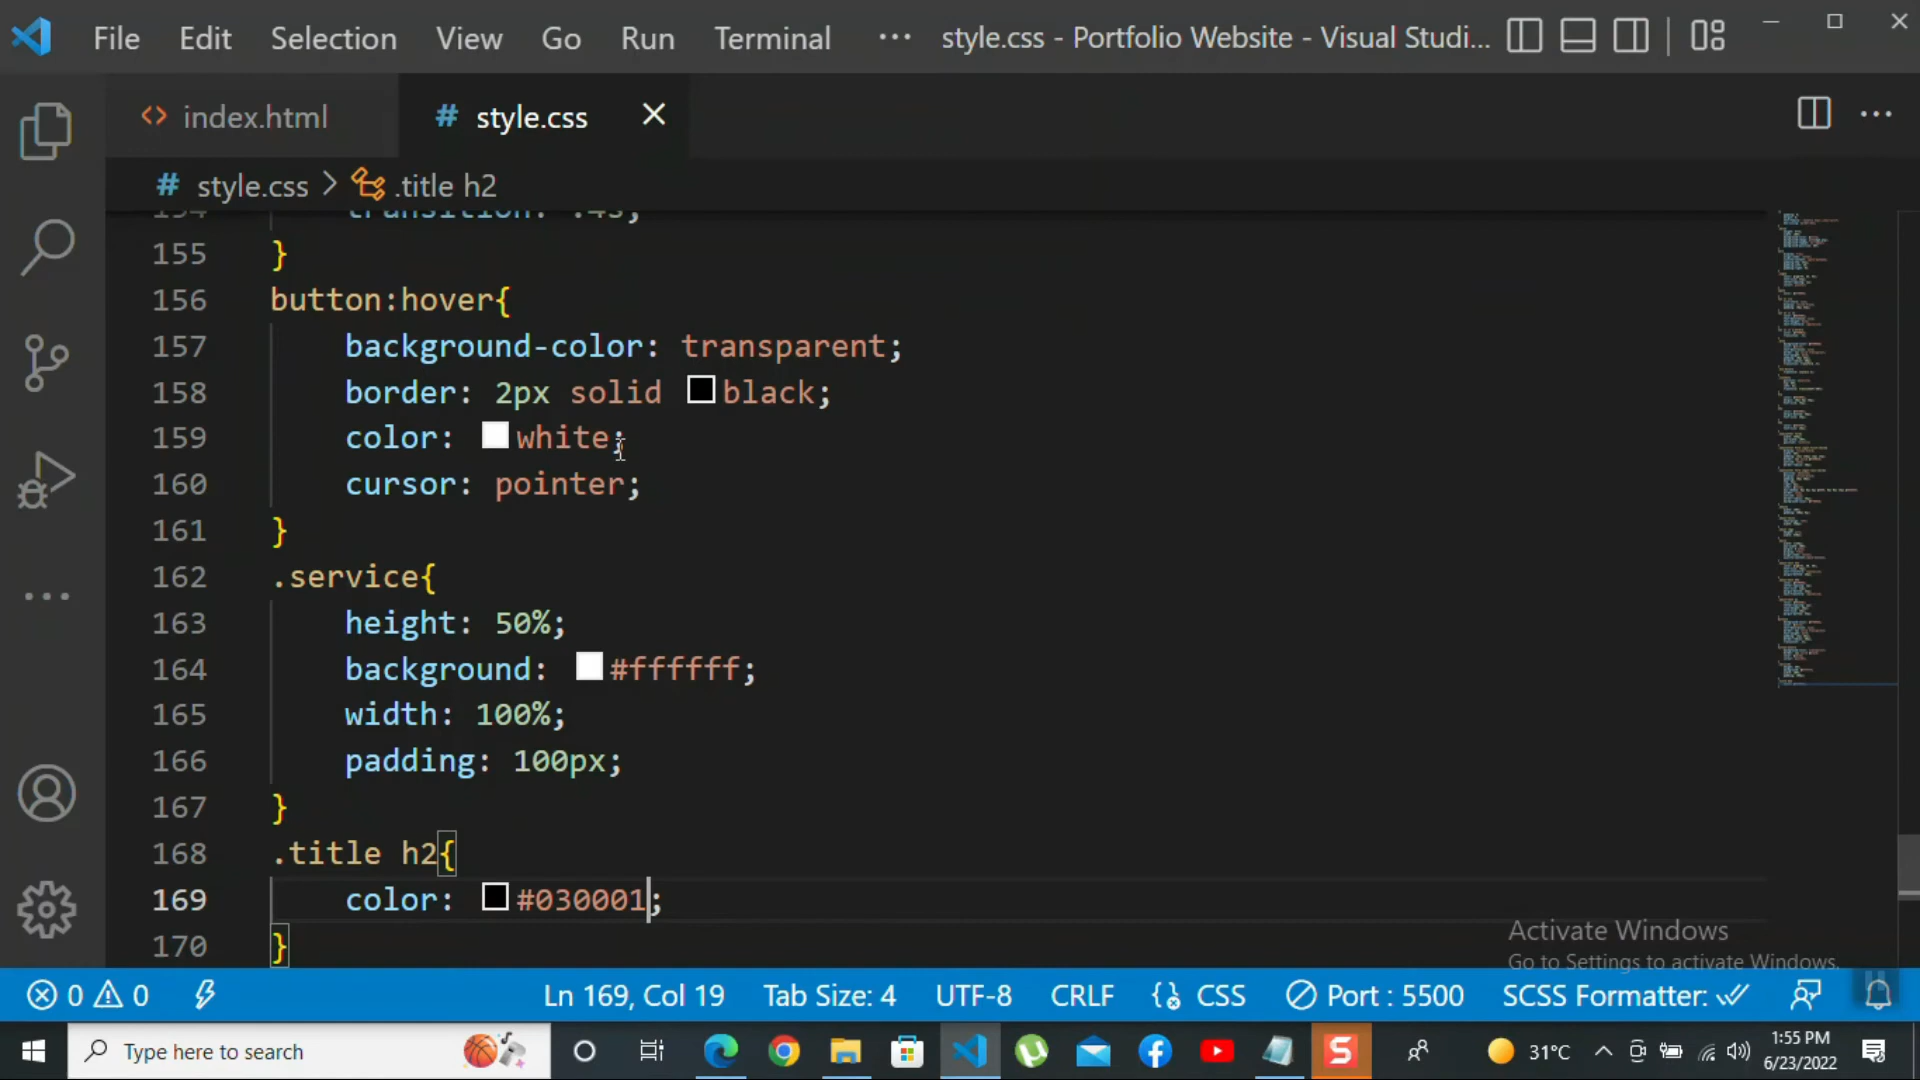 File Edit Selection View Go Run Terminal ··· style.css - Portfolio Website - Visual Studi...
<> index.html # style.css
# style.css > .title h2
154 transition: .4s;
155 }
156 button:hover{
157 background-color: transparent;
158 border: 2px solid black;
159 color: white;
160 cursor: pointer;
161 }
162 .service{
163 height: 50%;
164 background: #ffffff;
165 width: 100%;
166 padding: 100px;
167 }
168 .title h2{
169 color: #030001;
170 }
Activate Windows
Go to Settings to activate Windows.
0 0 Ln 169, Col 19 Tab Size: 4 UTF-8 CRLF {} CSS Port : 5500 SCSS Formatter:
Type here to search S 31°C 1:55 PM
6/23/2022